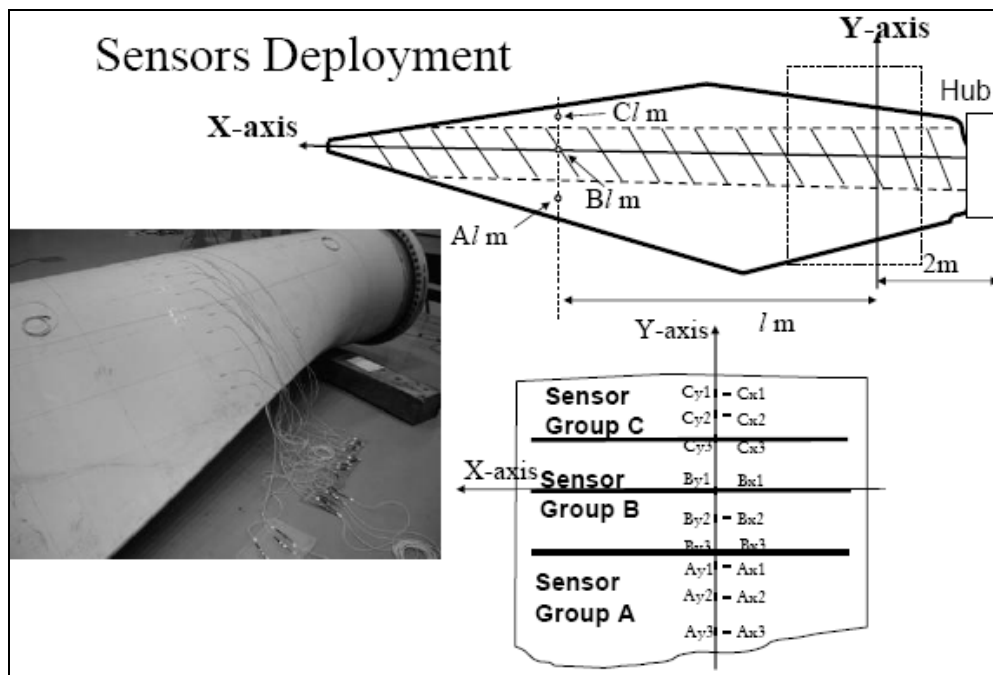 Sensors Deployment
Y-axis
Hub
X-axis
Cl m
Bl m
Al m
2m
l m
Y-axis
Sensor
Group C
Cy1 Cx1
Cy2 Cx2
Cy3 Cx3
X-axis
Sensor
Group B
By1 Bx1
By2 Bx2
By3 Bx3
Sensor
Group A
Ay1 Ax1
Ay2 Ax2
Ay3 Ax3